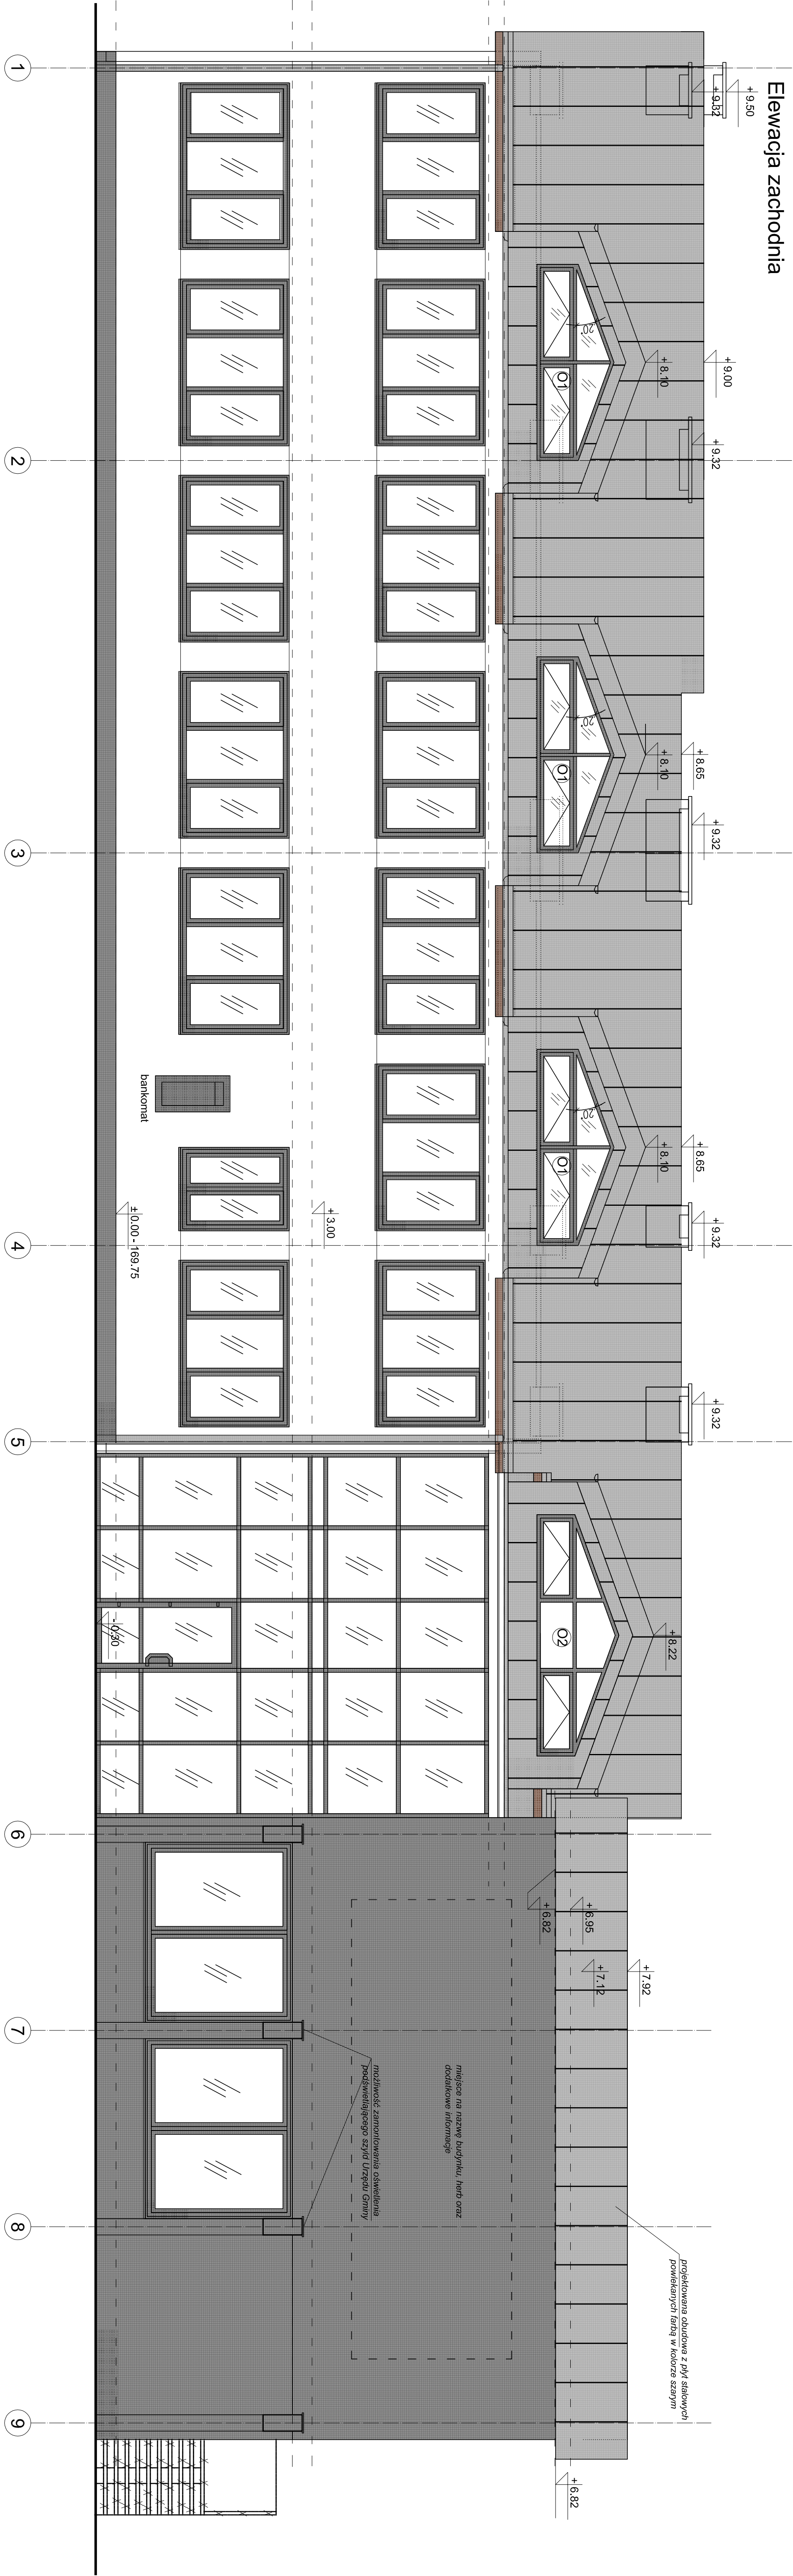 Elewacja zachodnia
+ 9.50
+ 9.32
+ 9.00
+ 8.10
+ 9.32
+ 8.65
+ 8.10
+ 9.32
+ 8.65
+ 8.10
+ 9.32
+ 9.32
+ 8.22
20°
O1
20°
O1
20°
O1
O2
+ 7.92
+ 7.12
+ 6.95
+ 6.82
+ 6.82
projektowana obudowa z płyt stalowych
powlekanych farbą w kolorze szarym
miejsce na nazwę budynku, herb oraz
dodatkowe informacje
możliwość zamontowania oświetlenia
podświetlającego szyld Urzędu Gminy
+ 3.00
bankomat
± 0.00 - 169.75
- 0.30
1
2
3
4
5
6
7
8
9